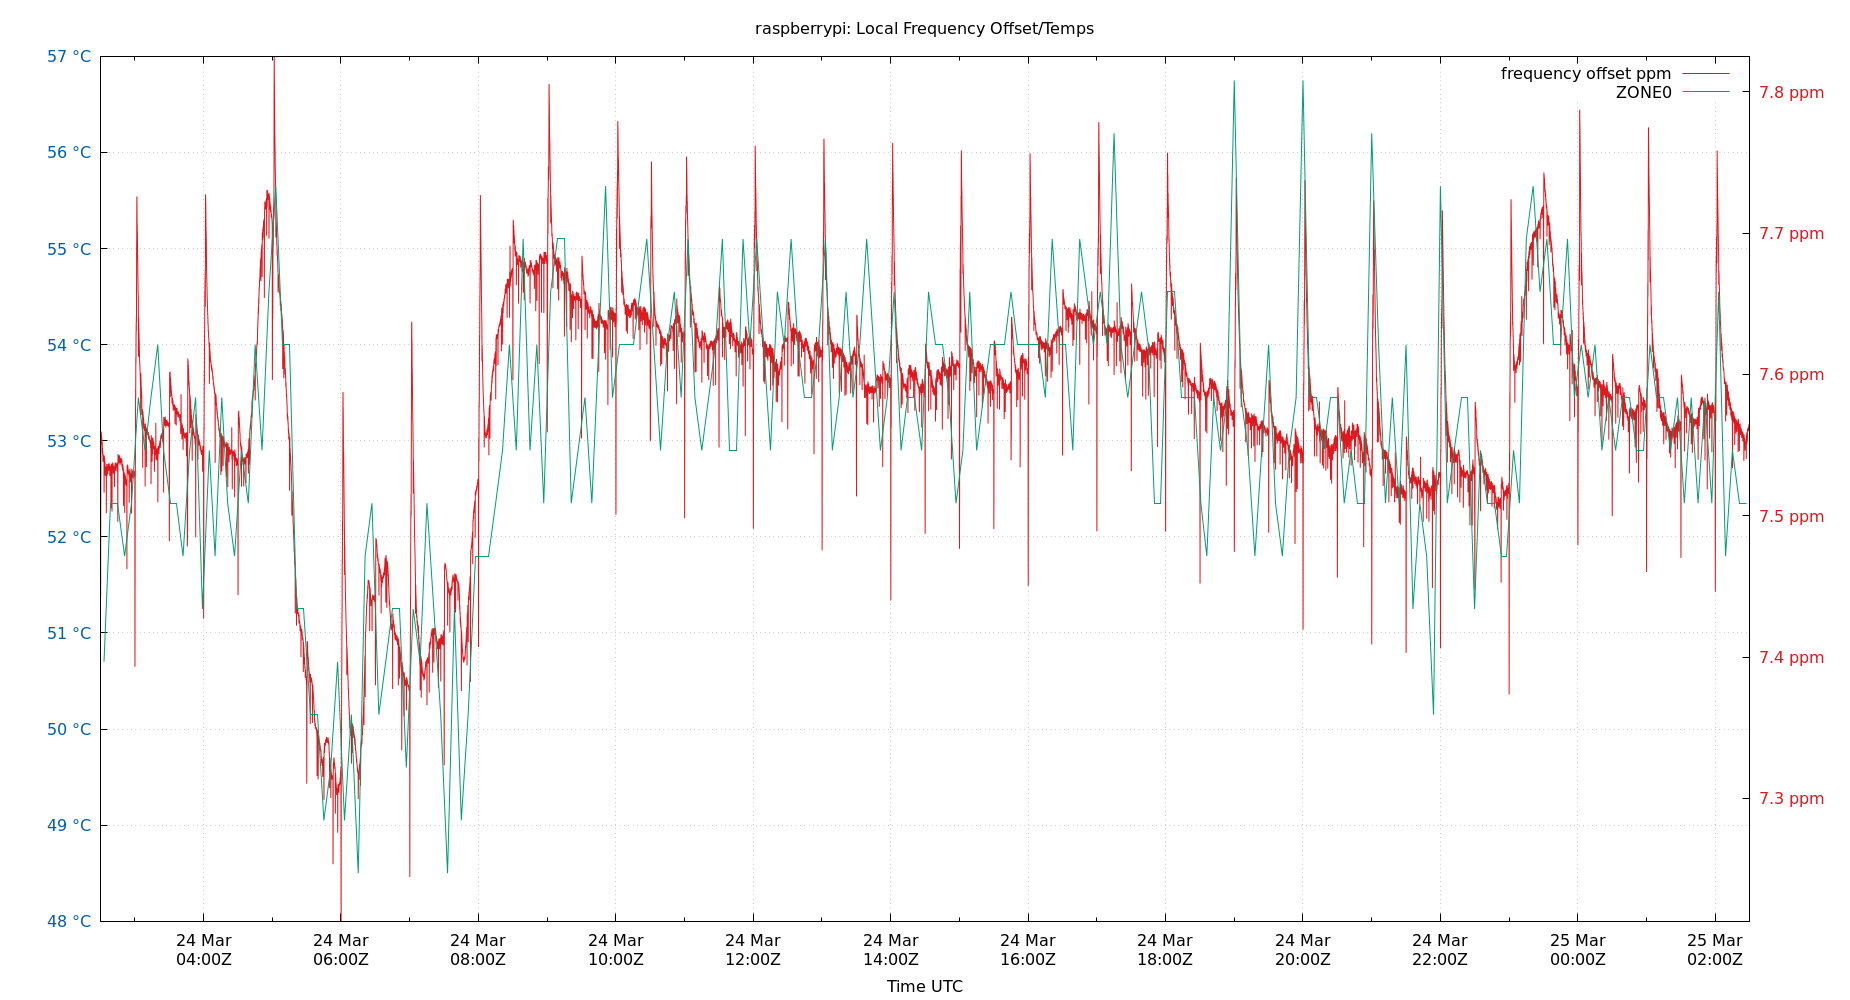 raspberrypi: Local Frequency Offset/Temps
57 °C
56 °C
55 °C
54 °C
53 °C
52 °C
51 °C
50 °C
49 °C
48 °C
frequency offset ppm
ZONE0
7.8 ppm
7.7 ppm
7.6 ppm
7.5 ppm
7.4 ppm
7.3 ppm
24 Mar 24 Mar 24 Mar 24 Mar 24 Mar 24 Mar 24 Mar 24 Mar 24 Mar 24 Mar 25 Mar 25 Mar
04:00Z 06:00Z 08:00Z 10:00Z 12:00Z 14:00Z 16:00Z 18:00Z 20:00Z 22:00Z 00:00Z 02:00Z
Time UTC